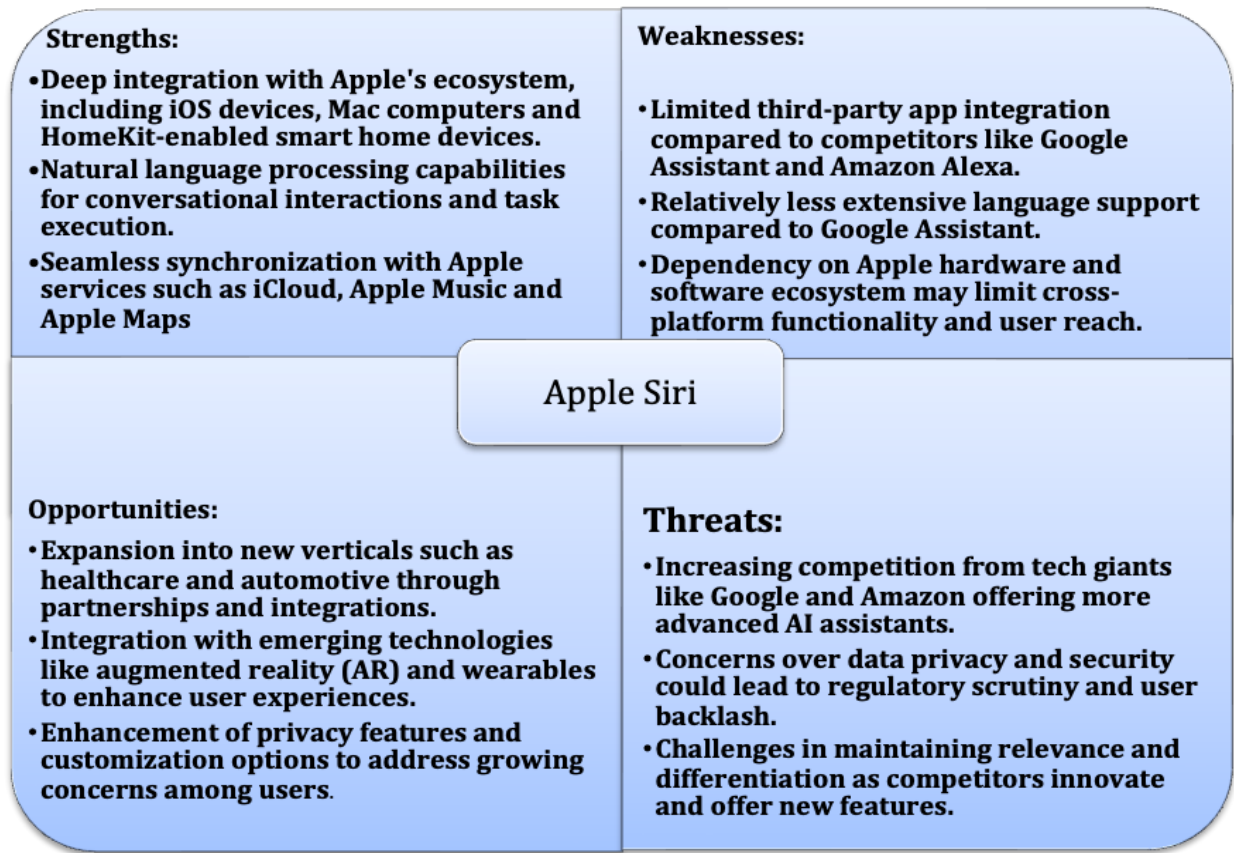 Strengths:
•Deep integration with Apple's ecosystem,
including iOS devices, Mac computers and
HomeKit-enabled smart home devices.
•Natural language processing capabilities
for conversational interactions and task
execution.
•Seamless synchronization with Apple
services such as iCloud, Apple Music and
Apple Maps
Weaknesses:
•Limited third-party app integration
compared to competitors like Google
Assistant and Amazon Alexa.
•Relatively less extensive language support
compared to Google Assistant.
•Dependency on Apple hardware and
software ecosystem may limit cross-
platform functionality and user reach.
Apple Siri
Opportunities:
•Expansion into new verticals such as
healthcare and automotive through
partnerships and integrations.
•Integration with emerging technologies
like augmented reality (AR) and wearables
to enhance user experiences.
•Enhancement of privacy features and
customization options to address growing
concerns among users.
Threats:
•Increasing competition from tech giants
like Google and Amazon offering more
advanced AI assistants.
•Concerns over data privacy and security
could lead to regulatory scrutiny and user
backlash.
•Challenges in maintaining relevance and
differentiation as competitors innovate
and offer new features.